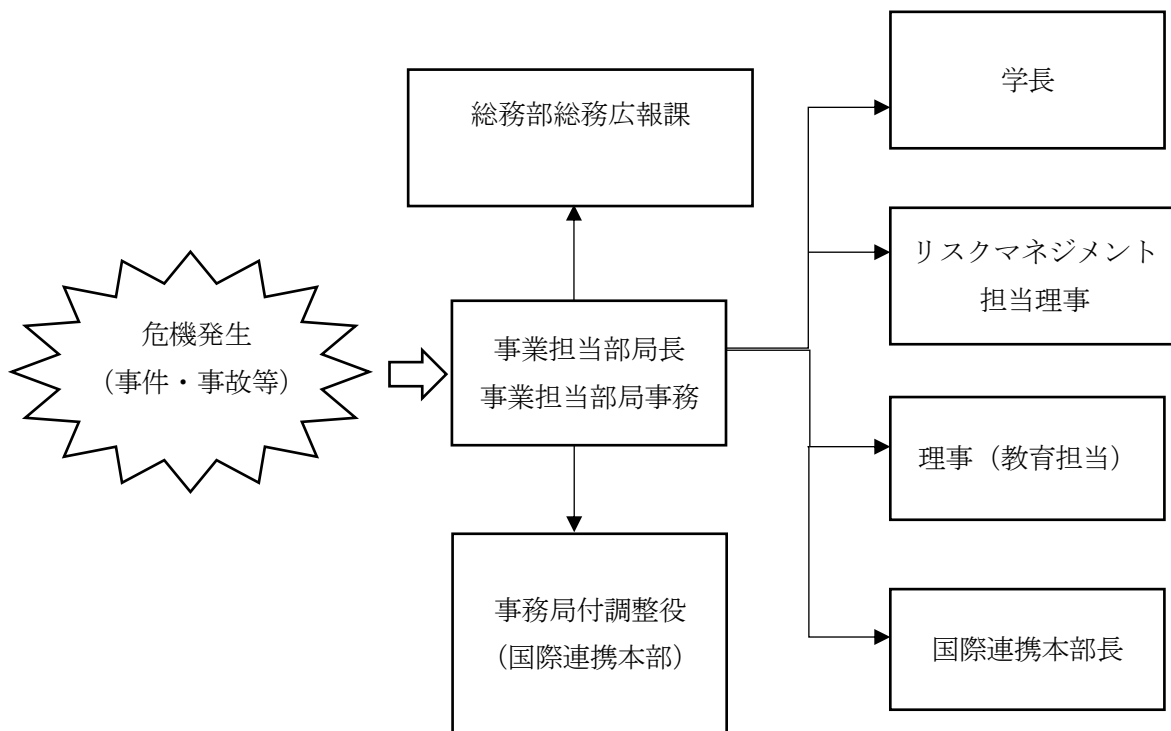 学長
総務部総務広報課
リスクマネジメント
担当理事
危機発生
（事件・事故等）
事業担当部局長
事業担当部局事務
理事（教育担当）
事務局付調整役
（国際連携本部）
国際連携本部長